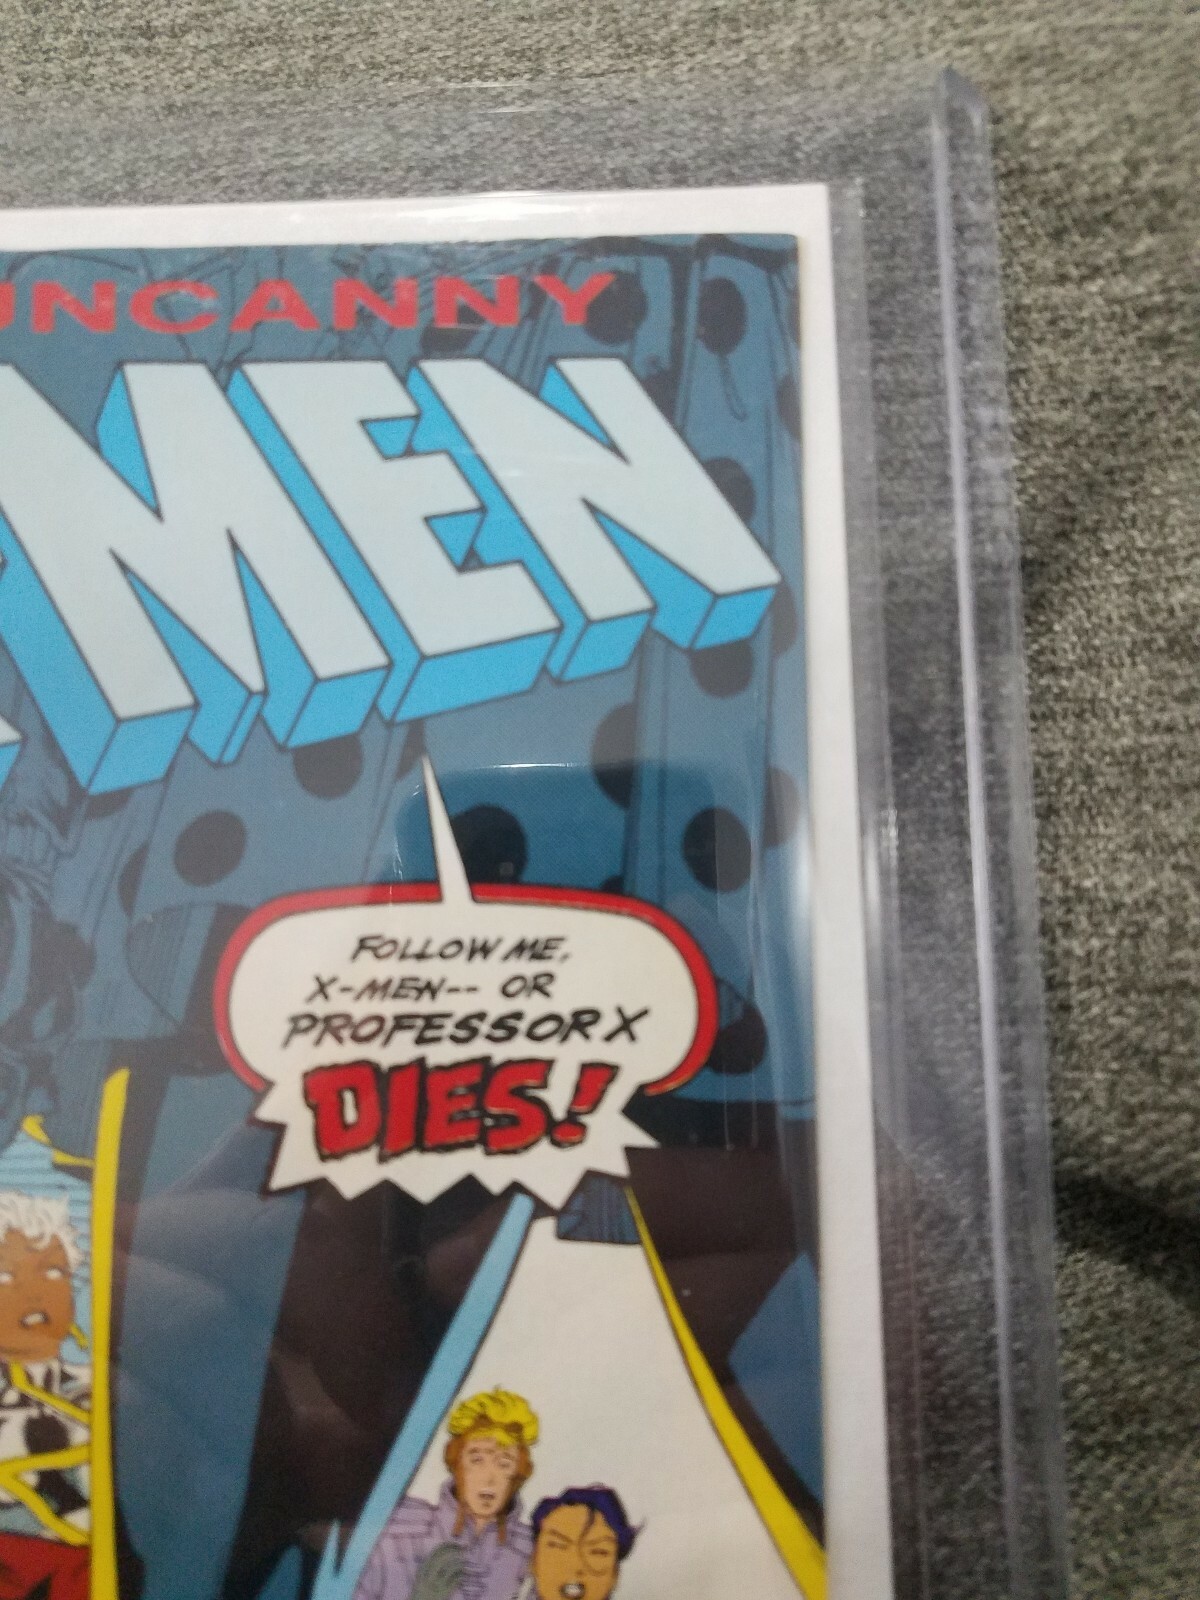 UNCANNY
MEN
FOLLOW ME,
X-MEN-- OR
PROFESSOR X
DIES!